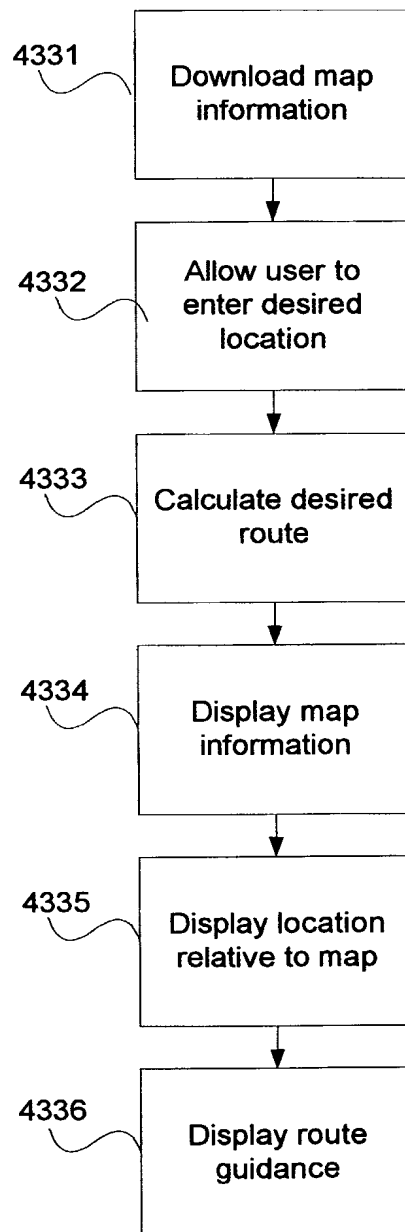 4331
Download map
information
4332
Allow user to
enter desired
location
4333
Calculate desired
route
4334
Display map
information
4335
Display location
relative to map
4336
Display route
guidance